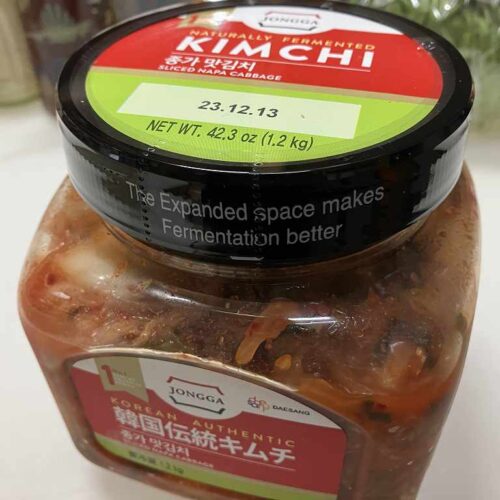 JONGGA
NATURALLY FERMENTED
KIMCHI
종가 맛김치
SLICED NAPA CABBAGE
23.12.13
NET WT. 42.3 oz (1.2 kg)
The Expanded space makes
Fermentation better
1
JONGGA
DAESANG
KOREAN AUTHENTIC
韓国伝統キムチ
종가 맛김치
CABBAGE